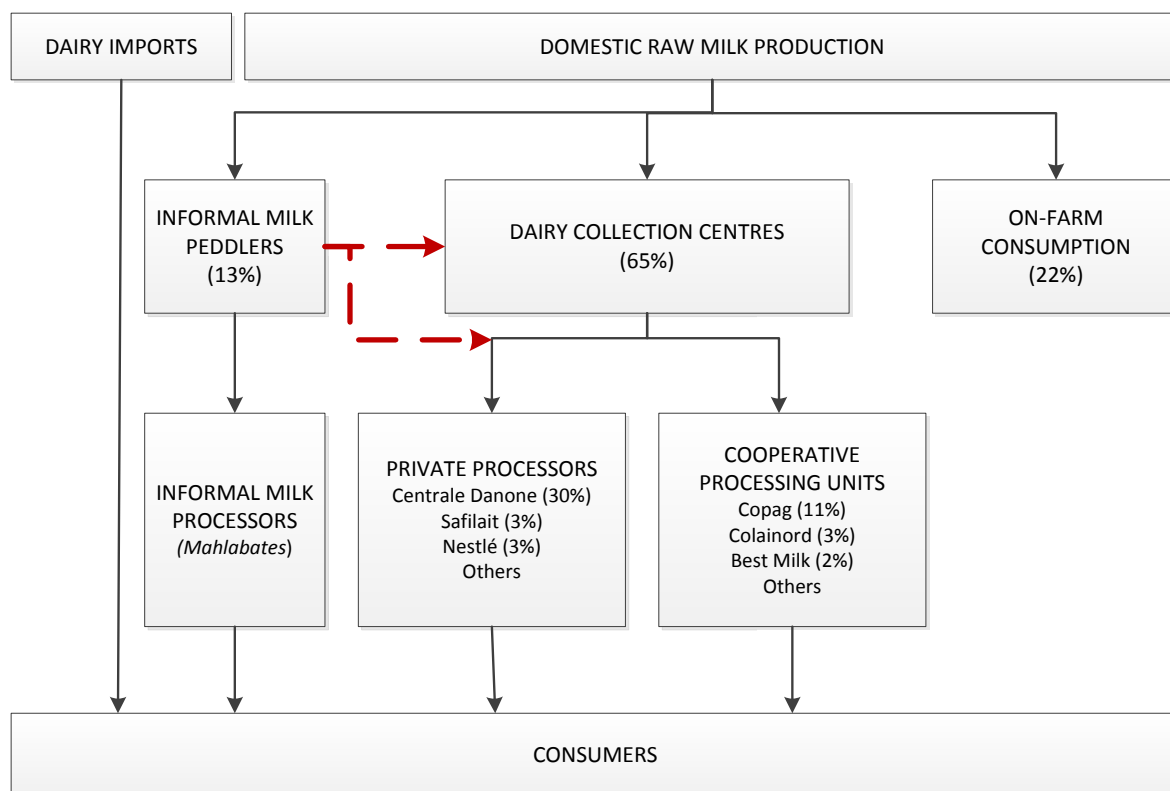 DAIRY IMPORTS
DOMESTIC RAW MILK PRODUCTION
INFORMAL MILK
PEDDLERS
(13%)
DAIRY COLLECTION CENTRES
(65%)
ON-FARM
CONSUMPTION
(22%)
INFORMAL MILK
PROCESSORS
(Mahlabates)
PRIVATE PROCESSORS
Centrale Danone (30%)
Safilait (3%)
Nestlé (3%)
Others
COOPERATIVE
PROCESSING UNITS
Copag (11%)
Colainord (3%)
Best Milk (2%)
Others
CONSUMERS